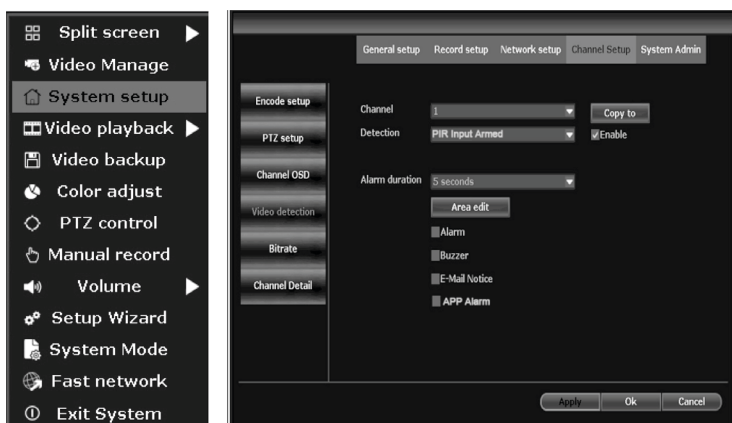 Split screen
Video Manage
System setup
Video playback
Video backup
Color adjust
PTZ control
Manual record
Volume
Setup Wizard
System Mode
Fast network
Exit System
General setup Record setup Network setup Channel Setup System Admin
Encode setup
PTZ setup
Channel OSD
Video detection
Bitrate
Channel Detail
Channel 1 Copy to
Detection PIR Input Armed Enable
Alarm duration 5 seconds
Area edit
Alarm
Buzzer
E-Mail Notice
APP Alarm
Apply Ok Cancel